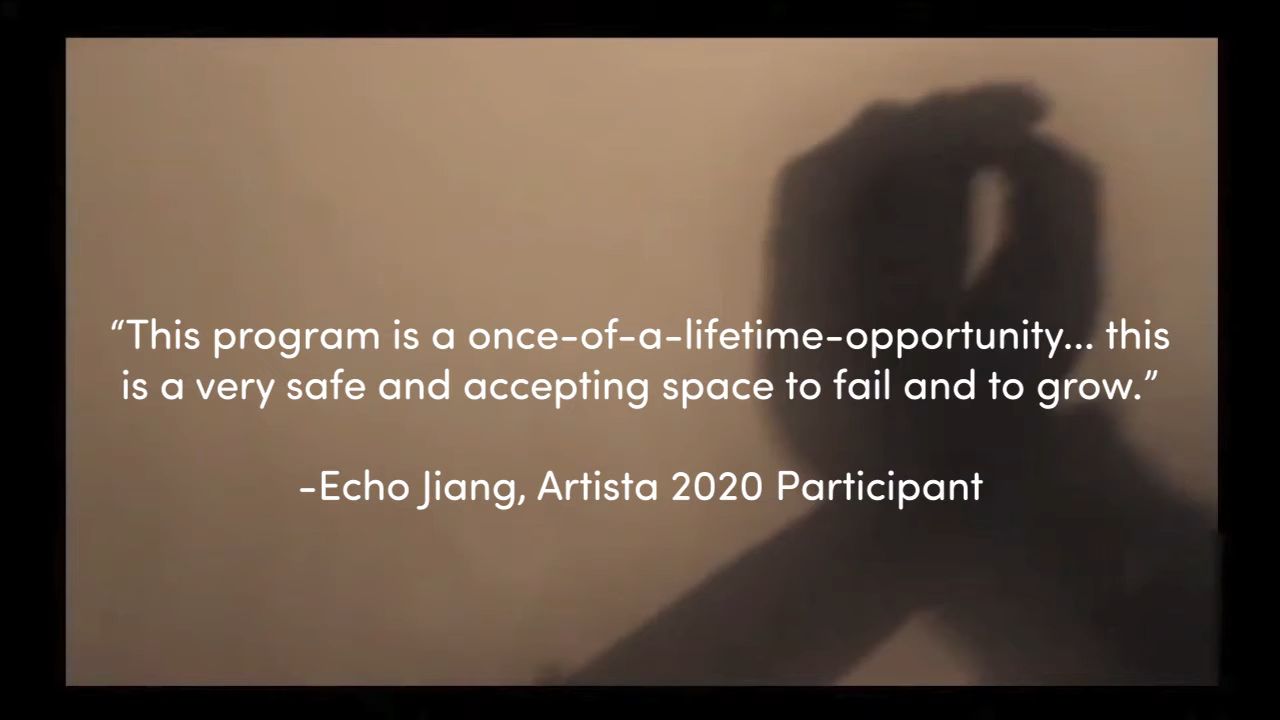 “This program is a once-of-a-lifetime-opportunity... this
is a very safe and accepting space to fail and to grow.”
-Echo Jiang, Artista 2020 Participant